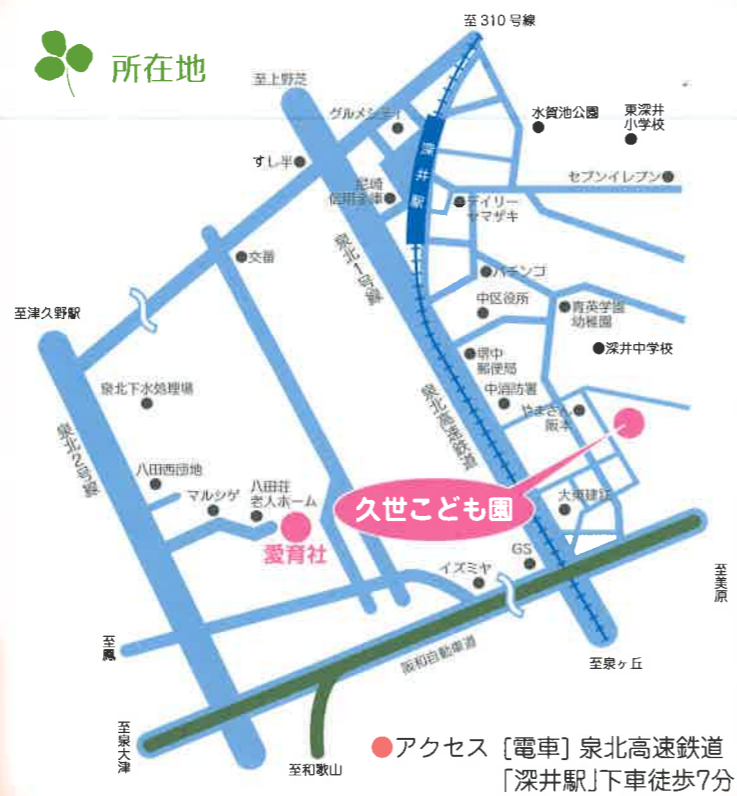 所在地
至310号線
至上野芝
グルメシティ
水賀池公園
東深井
小学校
すし半
深井駅
セブンイレブン
尼崎
信用金庫
デイリー
ヤマザキ
泉北1号線
交番
パチンコ
中区役所
育英学園
幼稚園
至津久野駅
深井中学校
堺中
郵便局
泉北下水処理場
泉北高速鉄道
中消防署
やまさん
阪本
泉北2号線
八田西団地
マルシゲ
八田荘
老人ホーム
久世こども園
大東建託
愛育社
GS
イズミヤ
至美原
至鳳
阪和自動車道
至泉ヶ丘
至泉大津
至和歌山
アクセス [電車] 泉北高速鉄道
「深井駅」下車徒歩7分